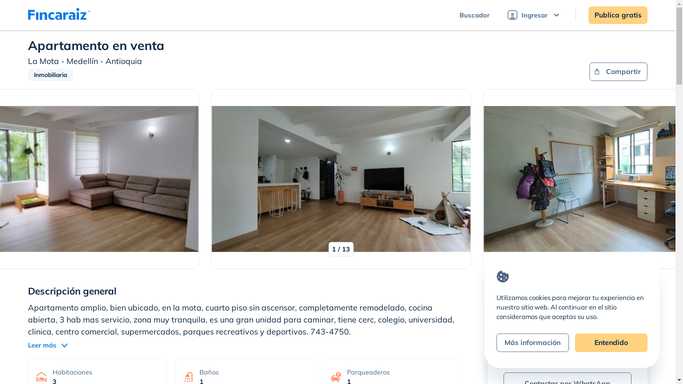 Fincaraiz
Buscador
Ingresar
Publica gratis
Apartamento en venta
La Mota - Medellín - Antioquia
Inmobiliaria
Compartir
1 / 13
Descripción general
Apartamento amplio, bien ubicado, en la mota, cuarto piso sin ascensor, completamente remodelado, cocina
abierta, 3 hab mas servicio, zona muy tranquila, es una gran unidad para caminar, tiene cerc, colegio, universidad,
clinica, centro comercial, supermercados, parques recreativos y deportivos. 743-4750.
Leer más
Habitaciones
3
Baños
1
Parqueaderos
1
Utilizamos cookies para mejorar tu experiencia en
nuestro sitio web. Al continuar en el sitio
consideramos que aceptas su uso.
Más información
Entendido
Contactar por WhatsApp